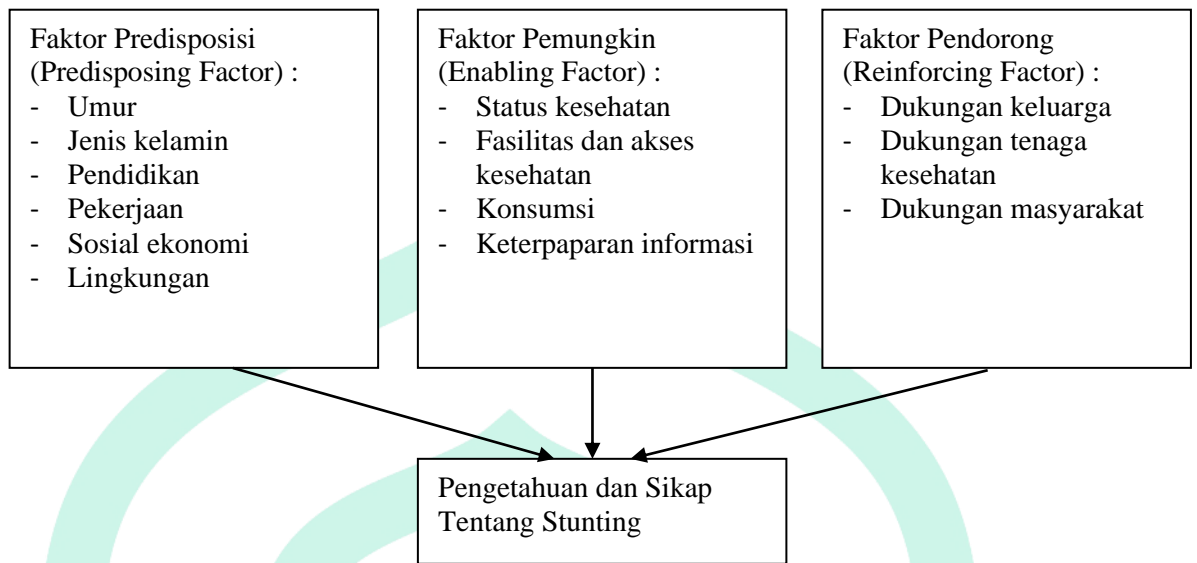 Faktor Predisposisi
(Predisposing Factor) :
- Umur
- Jenis kelamin
- Pendidikan
- Pekerjaan
- Sosial ekonomi
- Lingkungan
Faktor Pemungkin
(Enabling Factor) :
- Status kesehatan
- Fasilitas dan akses
kesehatan
- Konsumsi
- Keterpaparan informasi
Faktor Pendorong
(Reinforcing Factor) :
- Dukungan keluarga
- Dukungan tenaga
kesehatan
- Dukungan masyarakat
Pengetahuan dan Sikap
Tentang Stunting